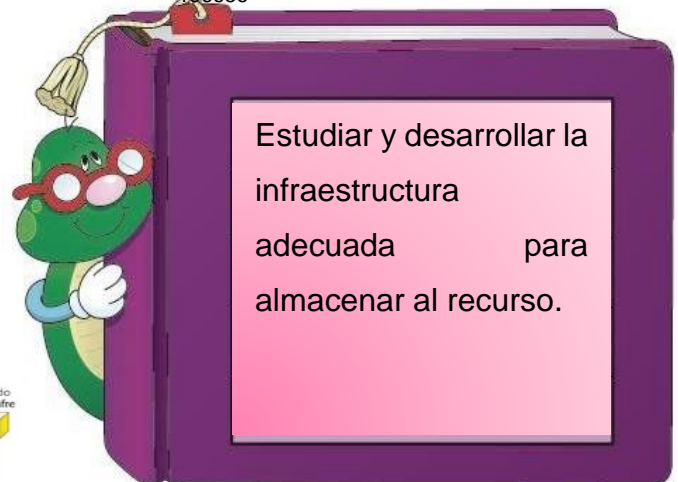 Estudiar y desarrollar la
infraestructura
adecuada para
almacenar al recurso.